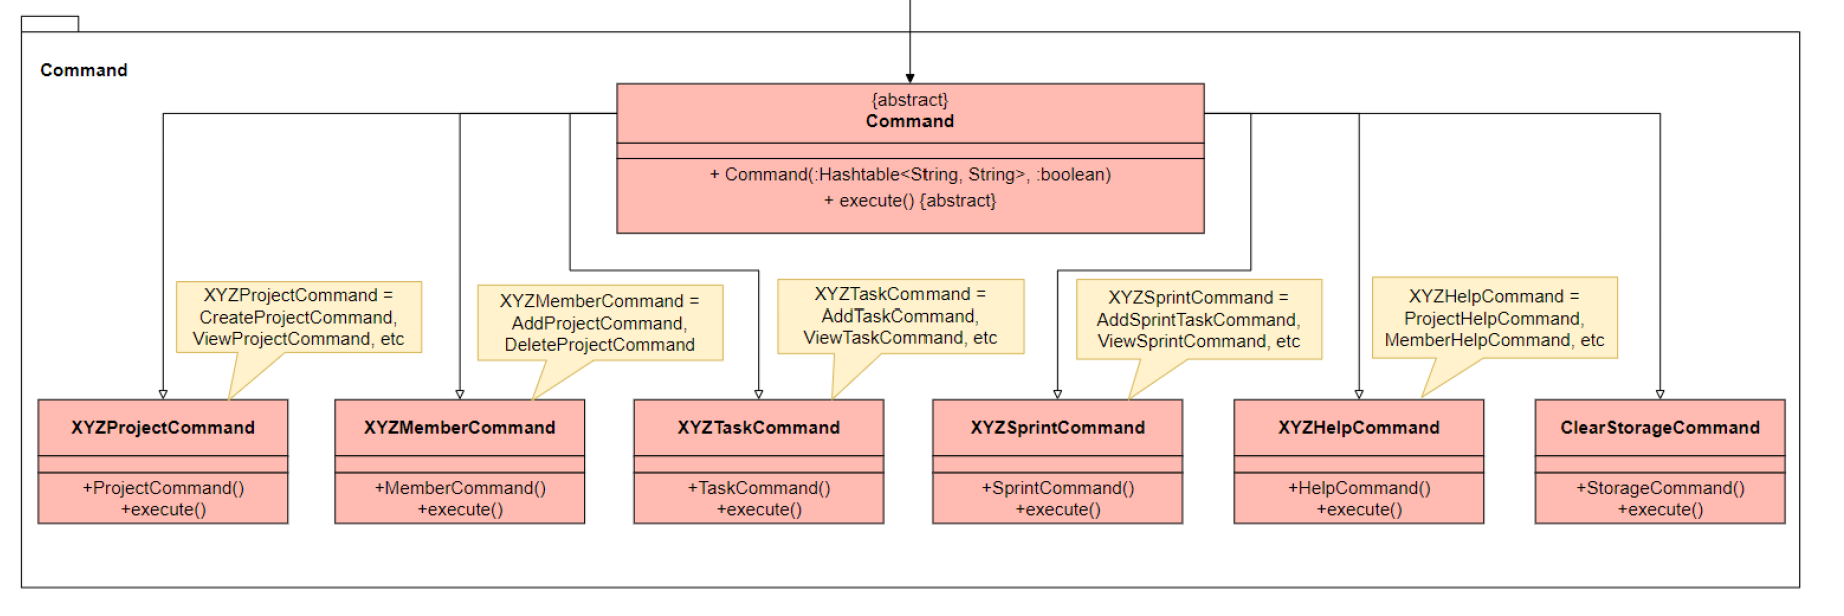 Command
{abstract}
Command
+ Command(:Hashtable<String, String>, :boolean)
+ execute() {abstract}
XYZProjectCommand =
CreateProjectCommand,
ViewProjectCommand, etc
XYZMemberCommand =
AddProjectCommand,
DeleteProjectCommand
XYZTaskCommand =
AddTaskCommand,
ViewTaskCommand, etc
XYZSprintCommand =
AddSprintTaskCommand,
ViewSprintCommand, etc
XYZHelpCommand =
ProjectHelpCommand,
MemberHelpCommand, etc
XYZProjectCommand
+ProjectCommand()
+execute()
XYZMemberCommand
+MemberCommand()
+execute()
XYZTaskCommand
+TaskCommand()
+execute()
XYZSprintCommand
+SprintCommand()
+execute()
XYZHelpCommand
+HelpCommand()
+execute()
ClearStorageCommand
+StorageCommand()
+execute()